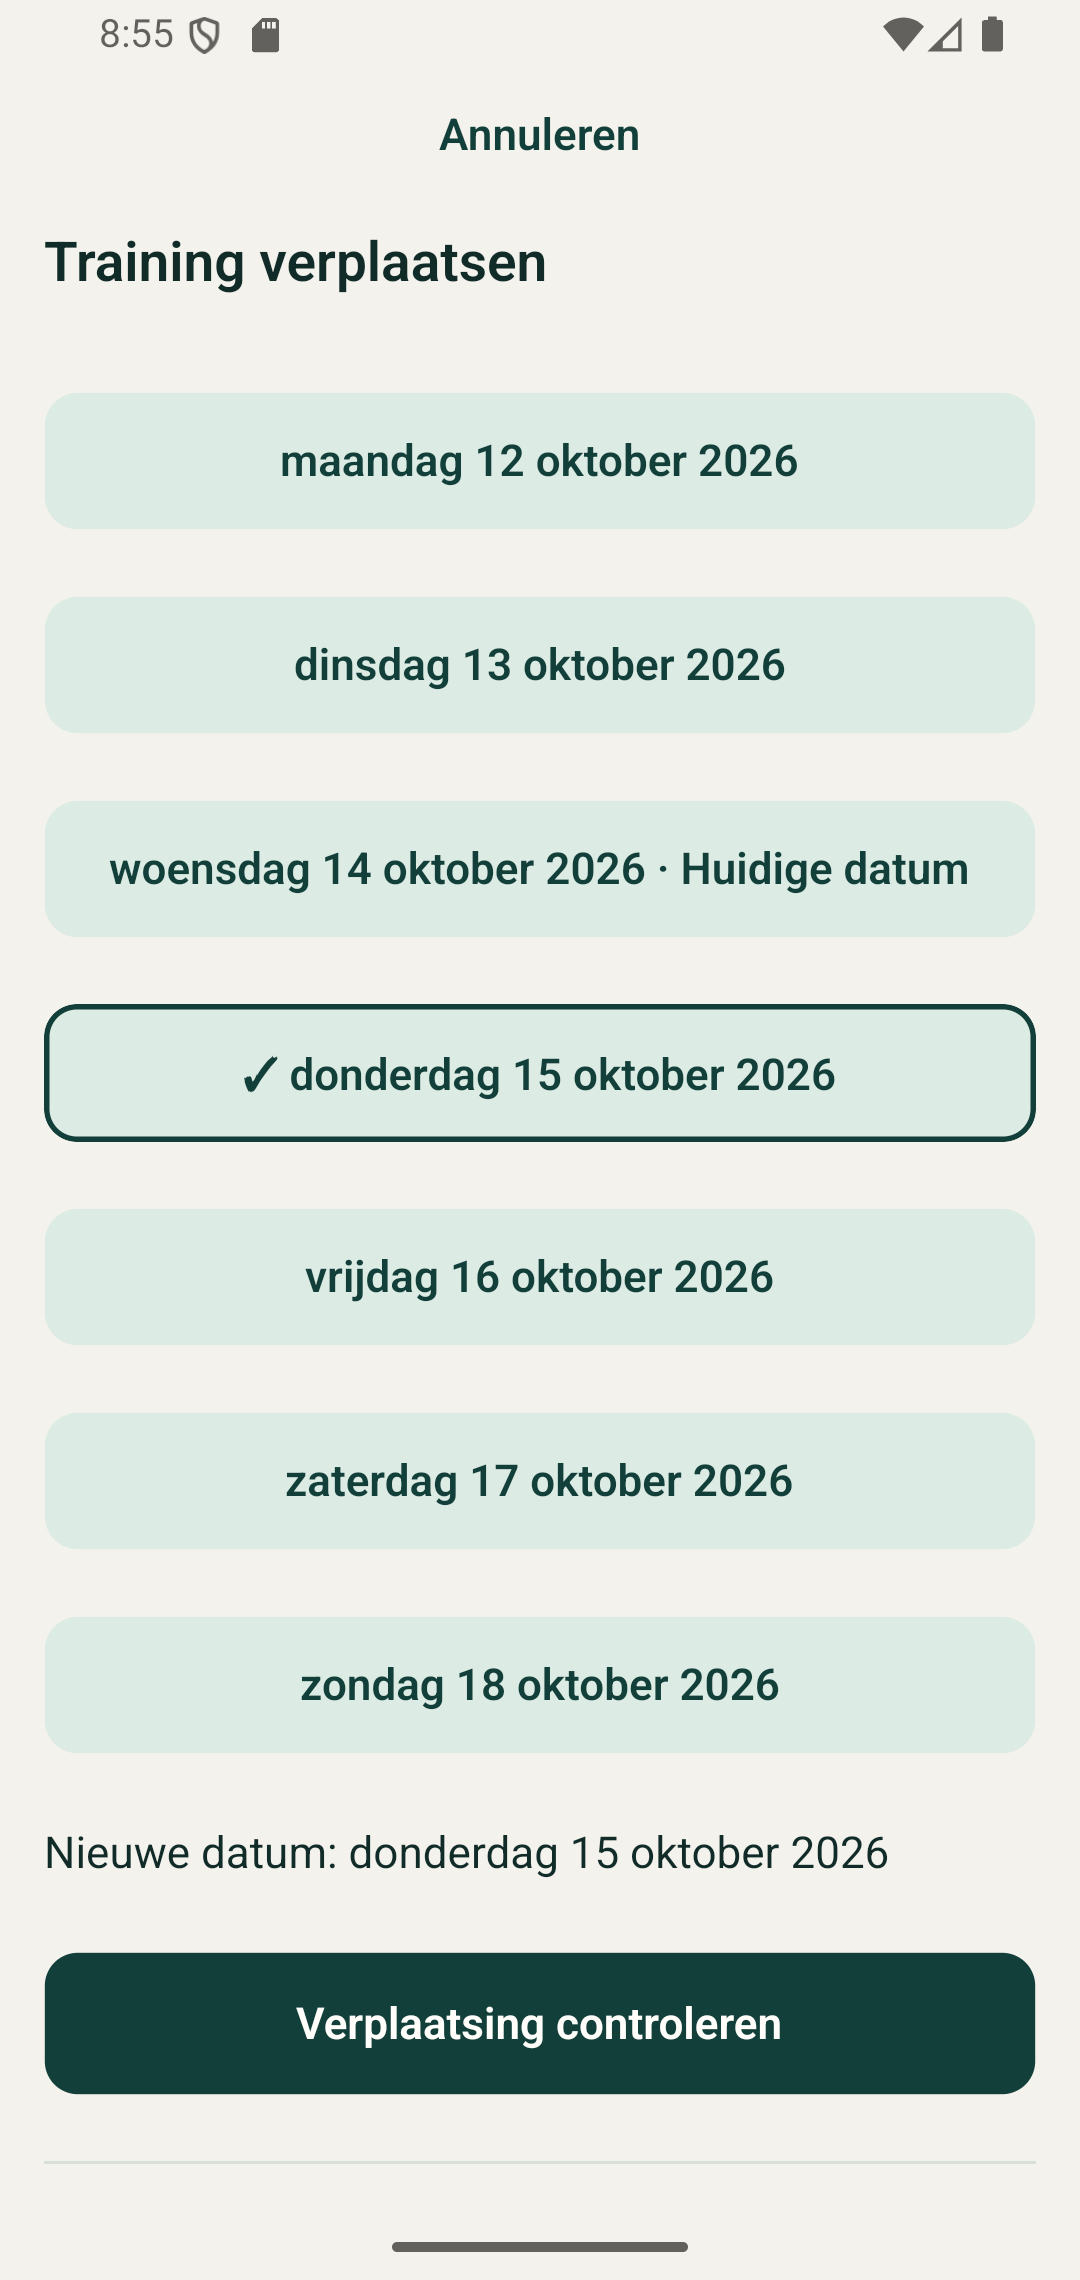 8:55
Annuleren
Training verplaatsen
maandag 12 oktober 2026
dinsdag 13 oktober 2026
woensdag 14 oktober 2026 · Huidige datum
✓ donderdag 15 oktober 2026
vrijdag 16 oktober 2026
zaterdag 17 oktober 2026
zondag 18 oktober 2026
Nieuwe datum: donderdag 15 oktober 2026
Verplaatsing controleren